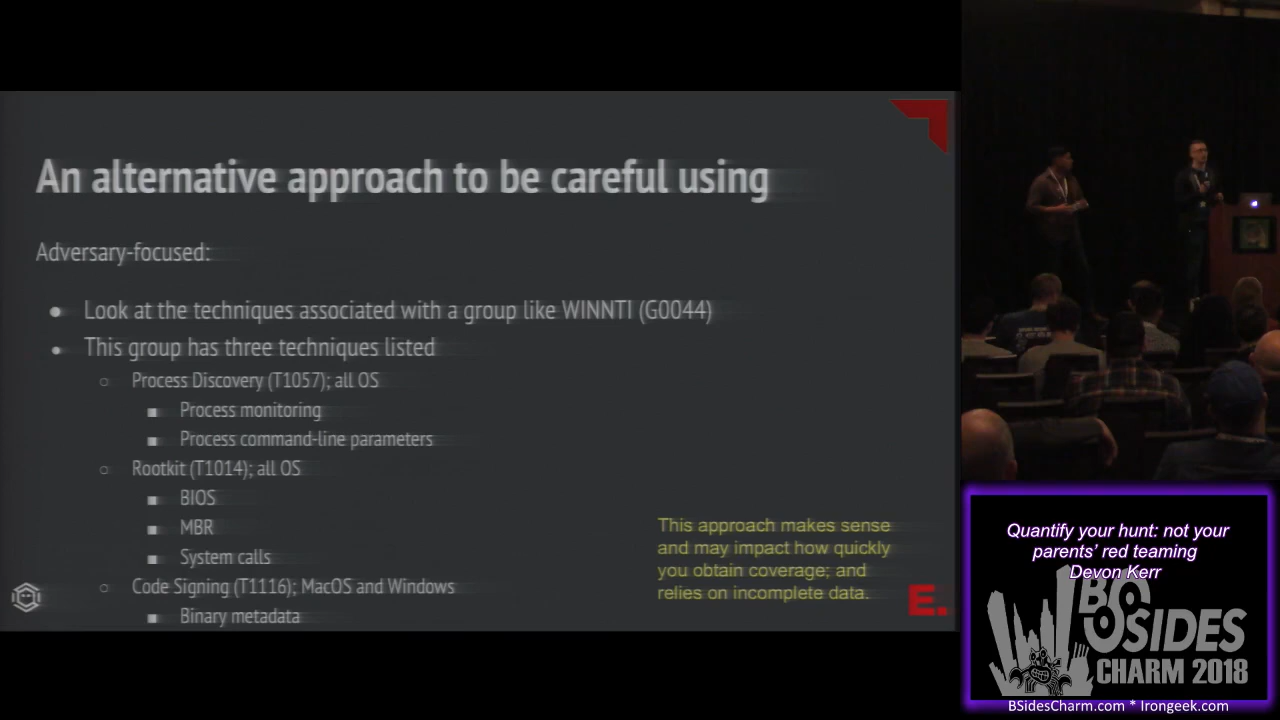 An alternative approach to be careful using
Adversary-focused:
● Look at the techniques associated with a group like WINNTI (G0044)
● This group has three techniques listed
○ Process Discovery (T1057); all OS
■ Process monitoring
■ Process command-line parameters
○ Rootkit (T1014); all OS
■ BIOS
■ MBR
■ System calls
○ Code Signing (T1116); MacOS and Windows
■ Binary metadata
This approach makes sense
and may impact how quickly
you obtain coverage; and
relies on incomplete data.
E.
Quantify your hunt: not your
parents' red teaming
Devon Kerr
BSIDES
CHARM 2018
BSidesCharm.com * Irongeek.com